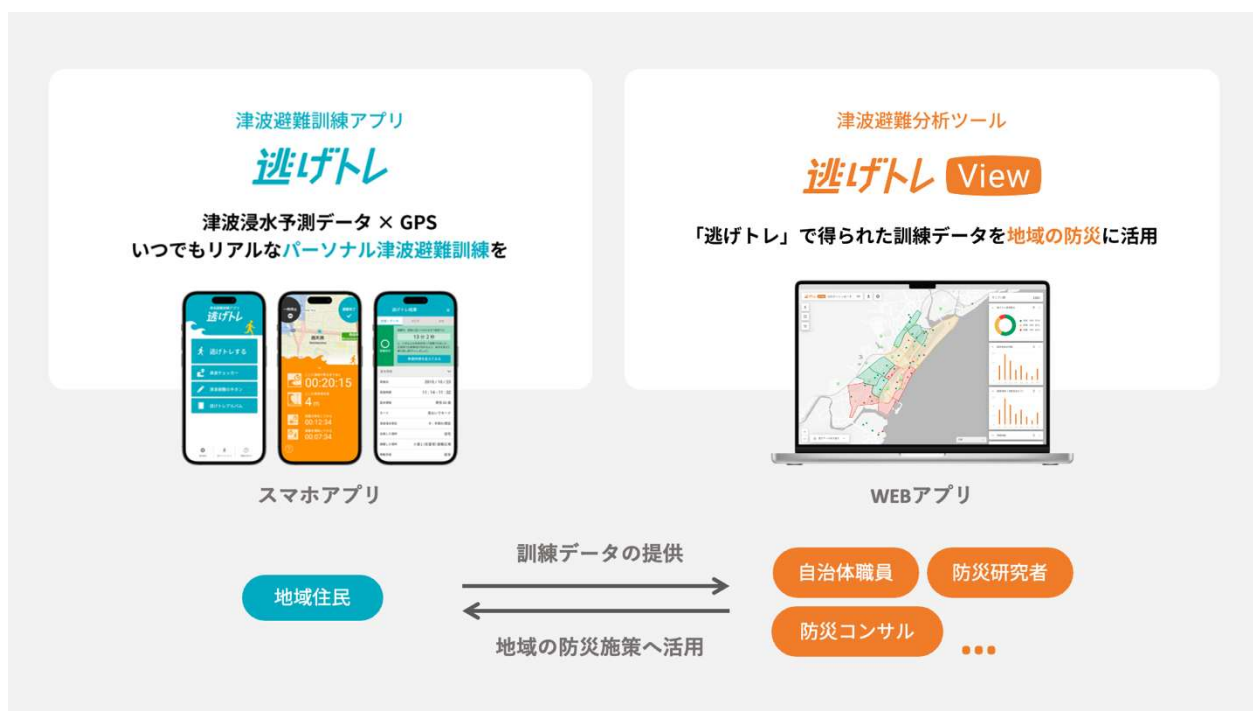 津波避難訓練アプリ
逃げトレ
津波浸水予測データ × GPS
いつでもリアルなパーソナル津波避難訓練を
逃げトレ
逃げトレする
00:20:15
4
00:12:34
00:07:34
スマホアプリ
津波避難分析ツール
逃げトレ View
「逃げトレ」で得られた訓練データを地域の防災に活用
WEBアプリ
訓練データの提供
地域住民
地域の防災施策へ活用
自治体職員
防災研究者
防災コンサル
...